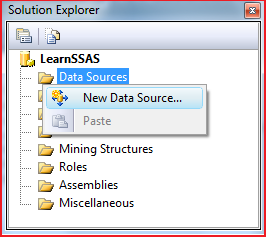 Solution Explorer
LearnSSAS
Data Sources
New Data Source...
Paste
Mining Structures
Roles
Assemblies
Miscellaneous